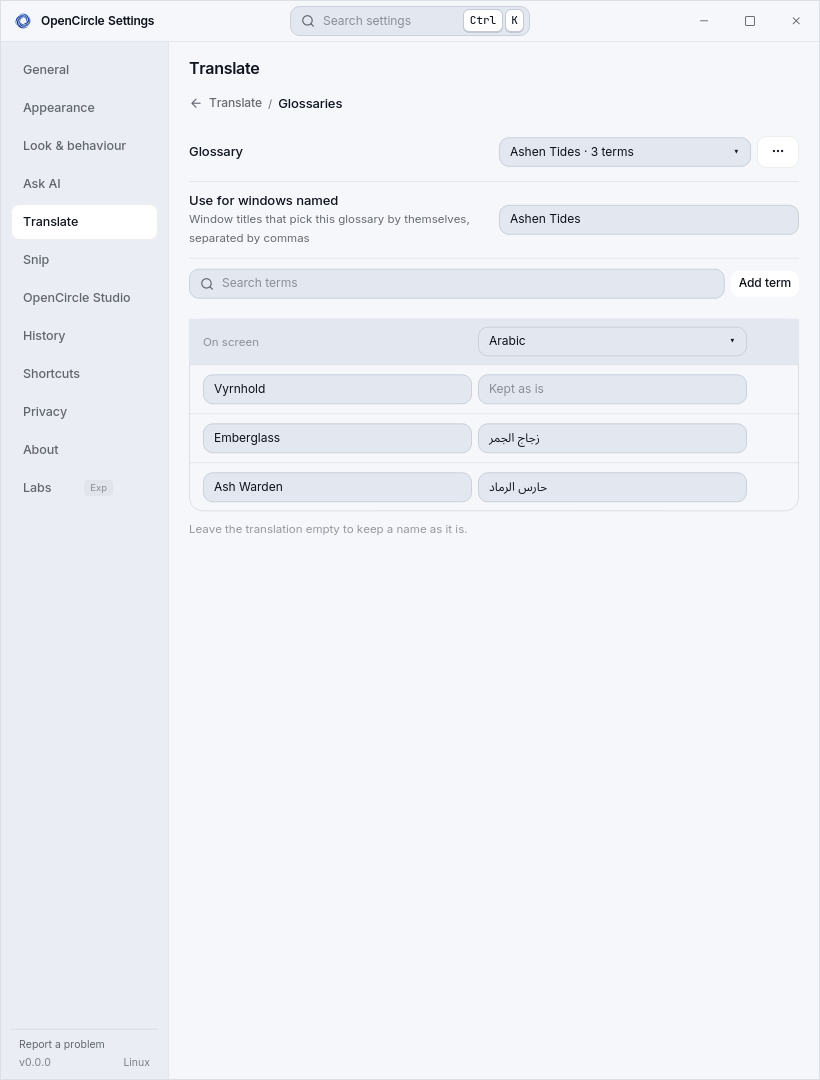 OpenCircle Settings
Search settings
Ctrl K
General
Appearance
Look & behaviour
Ask AI
Translate
Snip
OpenCircle Studio
History
Shortcuts
Privacy
About
Labs Exp
Report a problem
v0.0.0 Linux
Translate
← Translate / Glossaries
Glossary
Ashen Tides · 3 terms
···
Use for windows named
Window titles that pick this glossary by themselves,
separated by commas
Ashen Tides
Search terms
Add term
On screen
Arabic
Vyrnhold
Kept as is
Emberglass
زجاج الجمر
Ash Warden
حارس الرماد
Leave the translation empty to keep a name as it is.